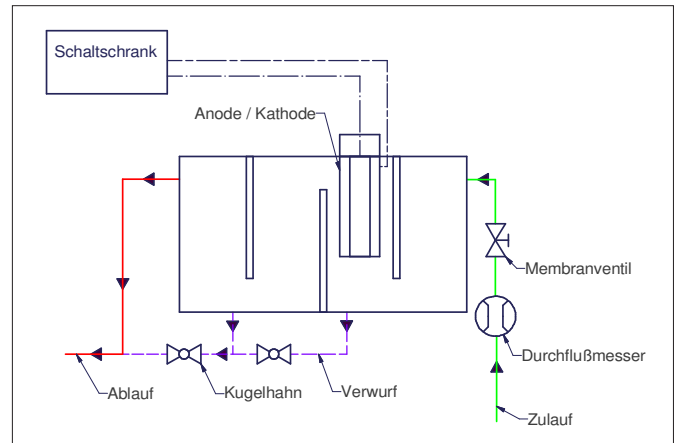 Schaltschrank
Anode / Kathode
Membranventil
Durchflußmesser
Ablauf
Kugelhahn
Verwurf
Zulauf